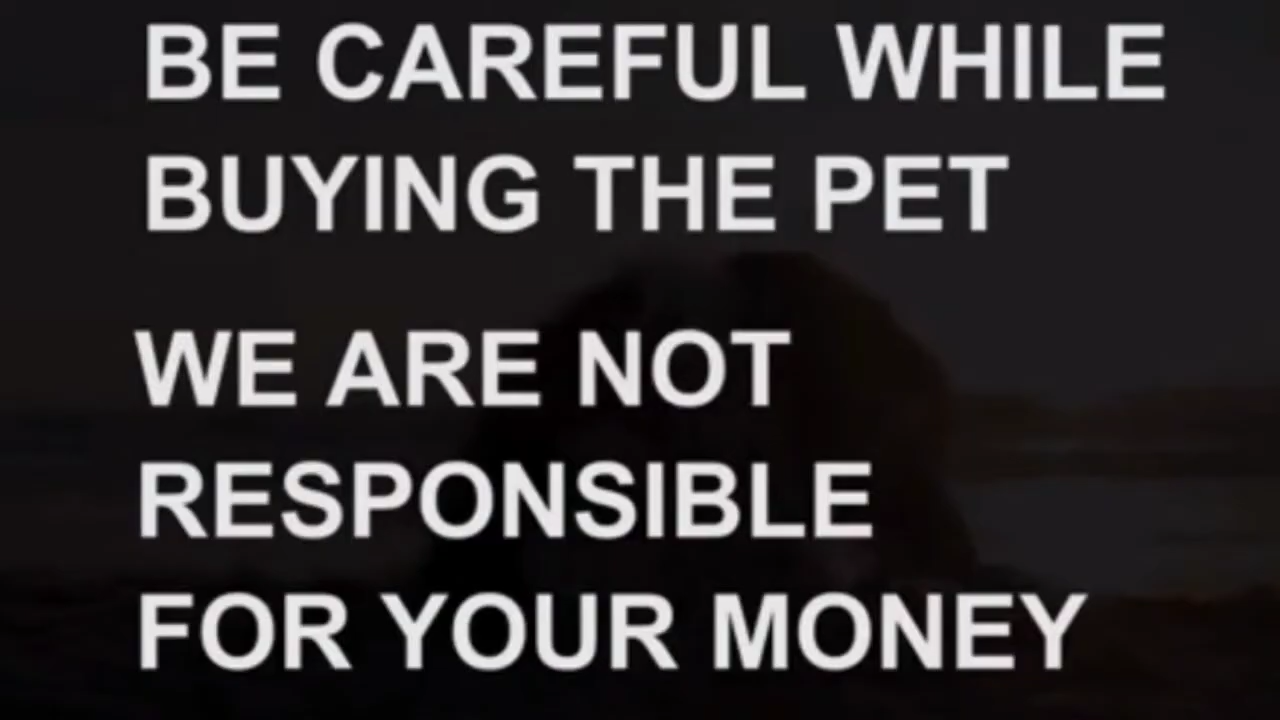 BE CAREFUL WHILE
BUYING THE PET
WE ARE NOT
RESPONSIBLE
FOR YOUR MONEY